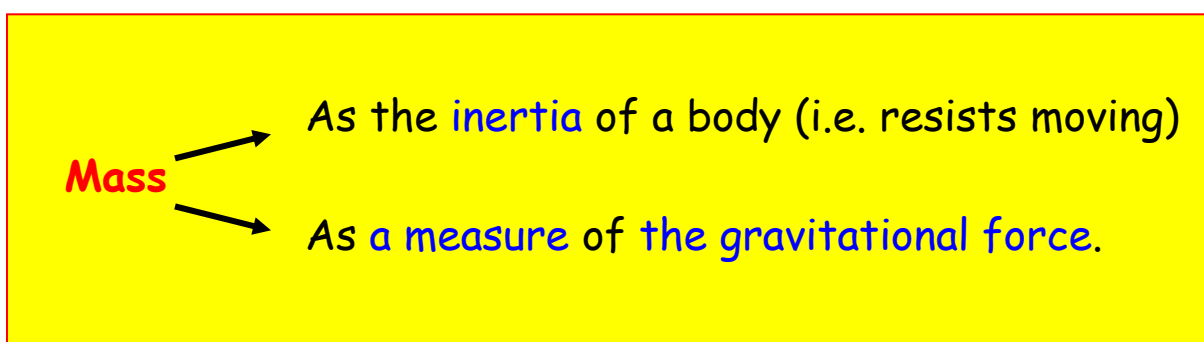 As the inertia of a body (i.e. resists moving)
Mass
As a measure of the gravitational force.